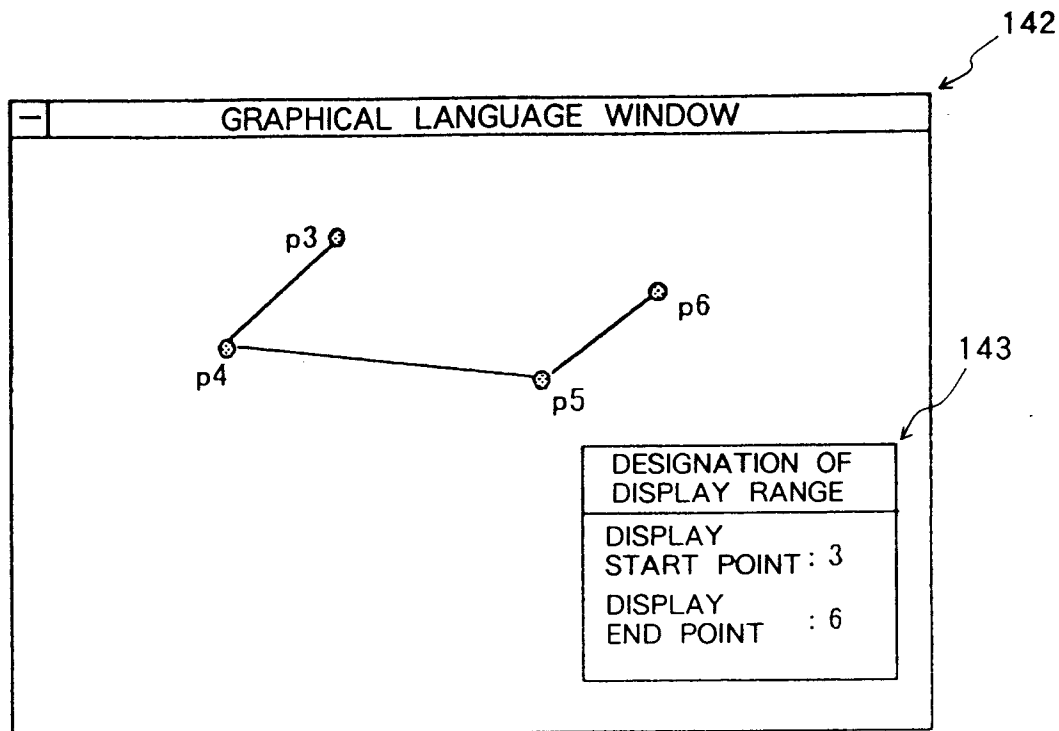 142
GRAPHICAL LANGUAGE WINDOW
p3
p6
p4
p5
143
DESIGNATION OF
DISPLAY RANGE
DISPLAY
START POINT : 3
DISPLAY
END POINT : 6